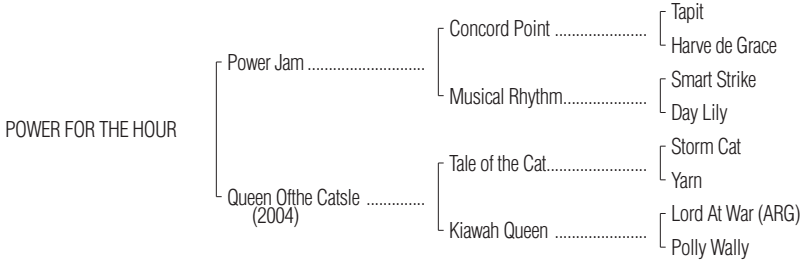 Tapit
Concord Point ......................
Harve de Grace
Power Jam ............................
Smart Strike
Musical Rhythm....................
Day Lily
POWER FOR THE HOUR
Storm Cat
Tale of the Cat........................
Yarn
Queen Ofthe Catsle ..............
(2004)
Lord At War (ARG)
Kiawah Queen ......................
Polly Wally